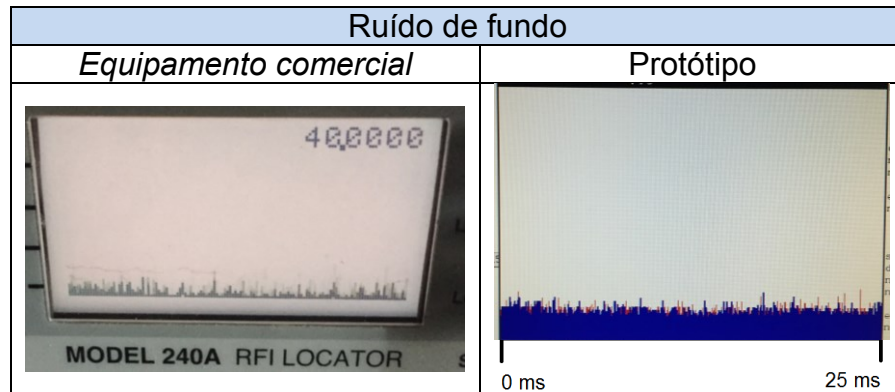 Ruído de fundo
Equipamento comercial
Protótipo
40.0000
MODEL 240A RFI LOCATOR
0 ms
25 ms